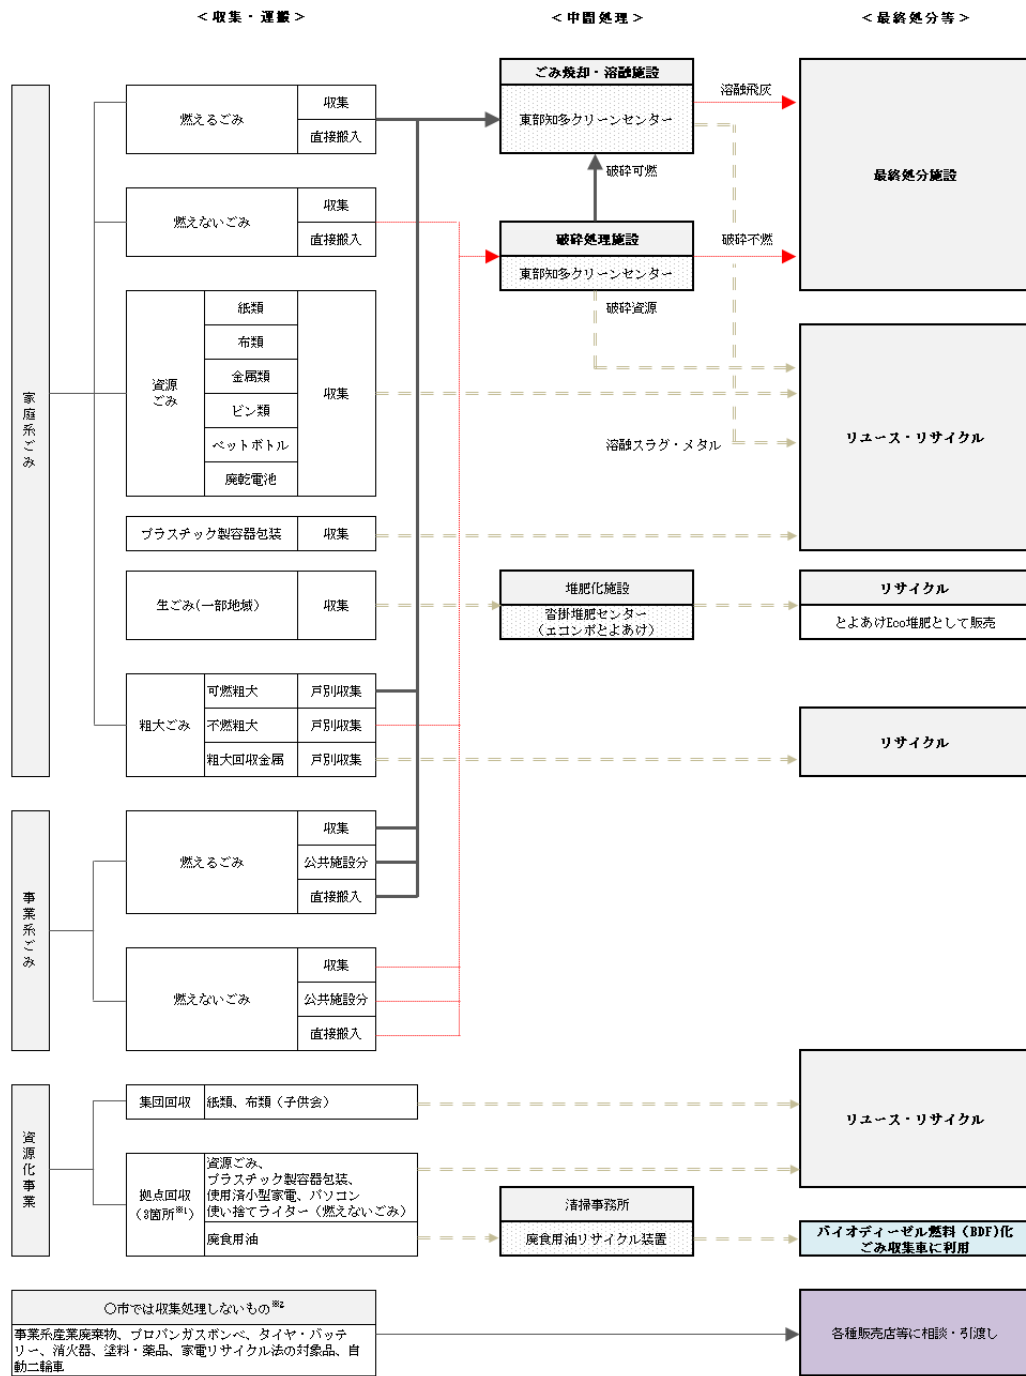 ＜収集・運搬＞
＜中間処理＞
＜最終処分等＞
家庭系ごみ
燃えるごみ
収集
直接搬入
ごみ焼却・溶融施設
東部知多クリーンセンター
溶融飛灰
最終処分施設
破砕可燃
燃えないごみ
収集
直接搬入
破砕処理施設
東部知多クリーンセンター
破砕不燃
破砕資源
資源
ごみ
紙類
布類
金属類
ビン類
ペットボトル
廃乾電池
収集
溶融スラグ・メタル
リユース・リサイクル
プラスチック製容器包装
収集
生ごみ(一部地域)
収集
堆肥化施設
沓掛堆肥センター
（エコンポとよあけ）
リサイクル
とよあけEco堆肥として販売
粗大ごみ
可燃粗大
戸別収集
不燃粗大
戸別収集
粗大回収金属
戸別収集
リサイクル
事業系ごみ
燃えるごみ
収集
公共施設分
直接搬入
燃えないごみ
収集
公共施設分
直接搬入
資源化事業
集団回収
紙類、布類（子供会）
リユース・リサイクル
拠点回収
（3箇所※1）
資源ごみ、
プラスチック製容器包装、
使用済小型家電、パソコン
使い捨てライター（燃えないごみ）
廃食用油
清掃事務所
廃食用油リサイクル装置
バイオディーゼル燃料（BDF)化
ごみ収集車に利用
○市では収集処理しないもの※2
事業系産業廃棄物、プロパンガスボンベ、タイヤ・バッテ
リー、消火器、塗料・薬品、家電リサイクル法の対象品、自
動二輪車
各種販売店等に相談・引渡し